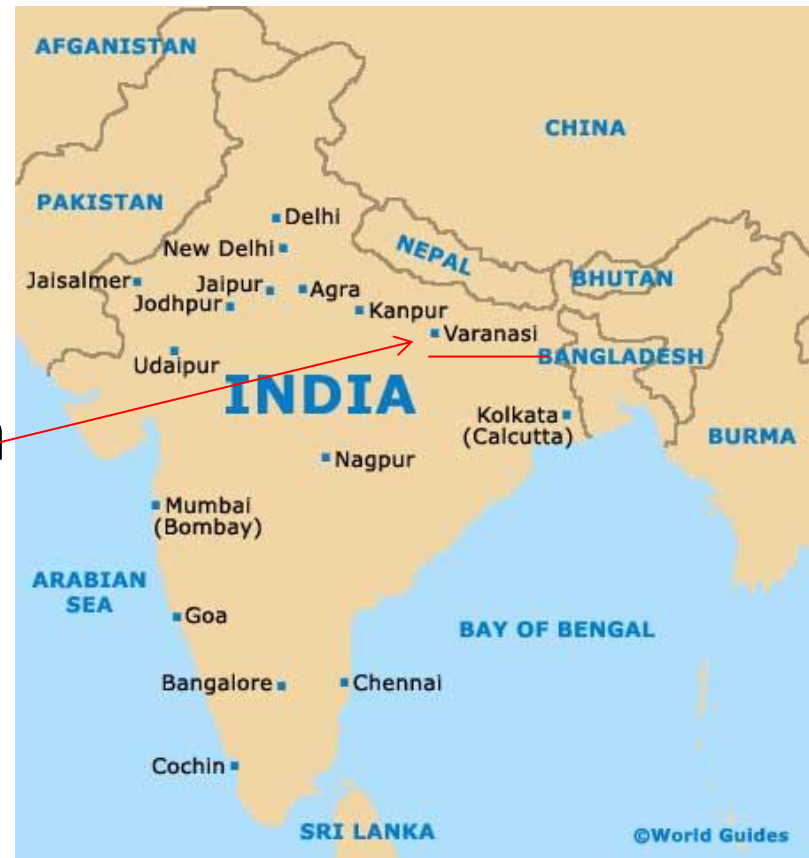 AFGANISTAN
CHINA
PAKISTAN
Delhi
New Delhi
NEPAL
BHUTAN
Jaisalmer
Jaipur
Agra
Jodhpur
Kanpur
Varanasi
Udaipur
BANGLADESH
INDIA
Kolkata
(Calcutta)
BURMA
Nagpur
Mumbai
(Bombay)
ARABIAN
SEA
Goa
BAY OF BENGAL
Bangalore
Chennai
Cochin
SRI LANKA
©World Guides